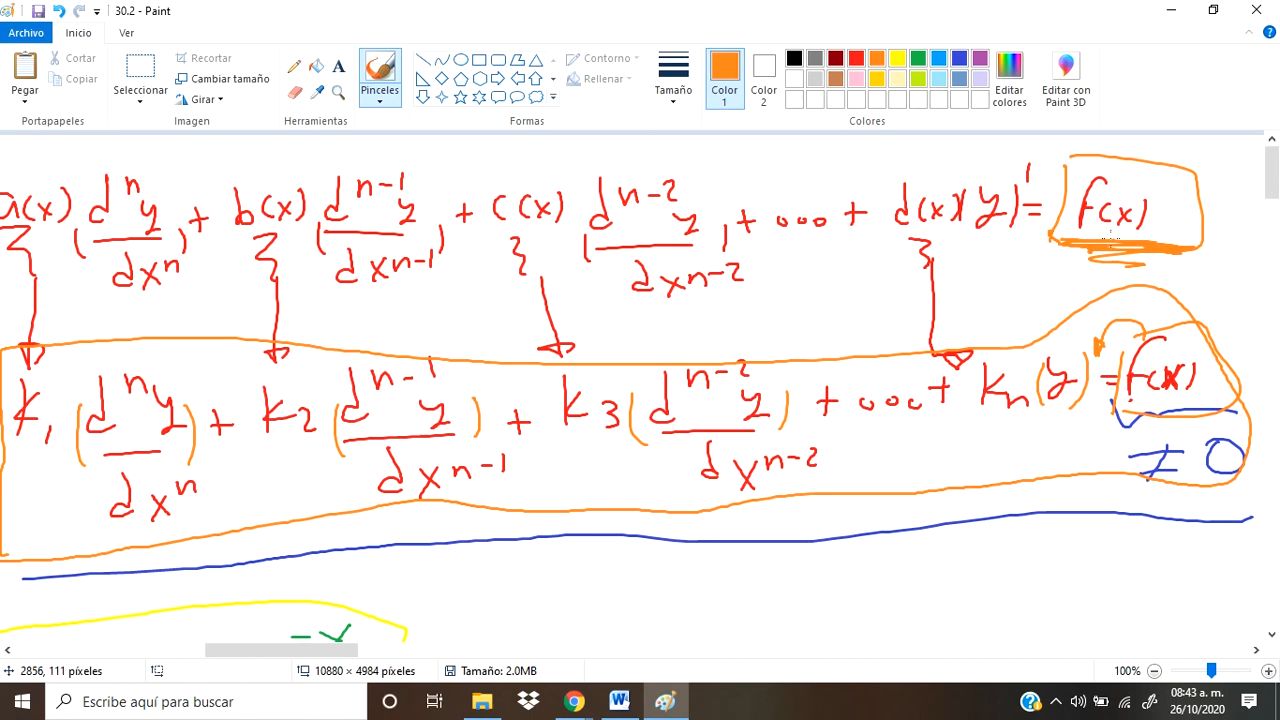 30.2 - Paint
Archivo Inicio Ver
Pegar
Cortar
Copiar
Portapapeles
Seleccionar
Recortar
Cambiar tamaño
Girar
Imagen
A
Herramientas
Pinceles
Contorno
Rellenar
Formas
Tamaño
Color 1
Color 2
Editar colores
Editar con Paint 3D
Colores
a(x) (dⁿy/dxⁿ) + b(x) (dⁿ⁻¹y/dxⁿ⁻¹) + c(x) (dⁿ⁻²y/dxⁿ⁻²) + ooo + d(x)(y)' = f(x)
k₁ (dⁿy/dxⁿ) + k2 (dⁿ⁻¹y/dxⁿ⁻¹) + k3 (dⁿ⁻²y/dxⁿ⁻²) + ooo + kₙ(y) = f(x)
≠ 0
2856, 111 píxeles 10880 × 4984 píxeles Tamaño: 2.0MB 100%
Escribe aquí para buscar
08:43 a. m.
26/10/2020